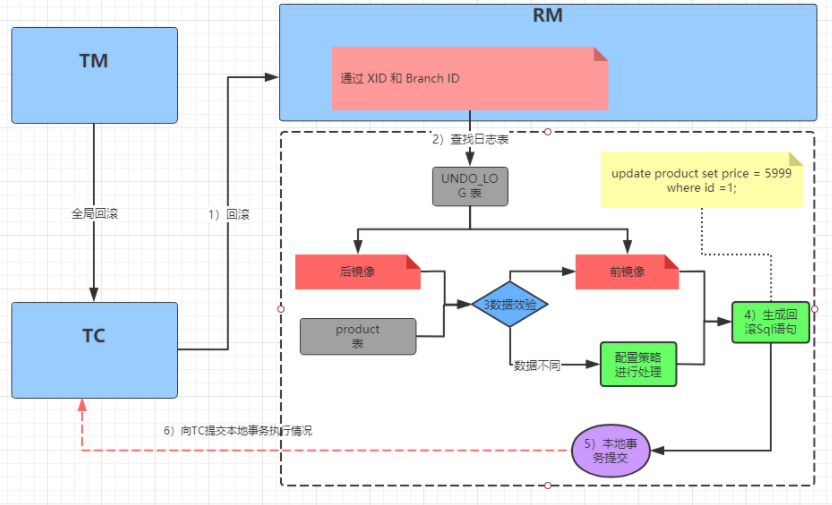 RM
TM
通过 XID 和 Branch ID
2）查找日志表
UNDO_LO
G 表
update product set price = 5999
where id =1;
全局回滚
1）回滚
后镜像
前镜像
3数据效验
product
表
4）生成回
滚Sql语句
TC
数据不同
配置策略
进行处理
6）向TC提交本地事务执行情况
5）本地事
务提交